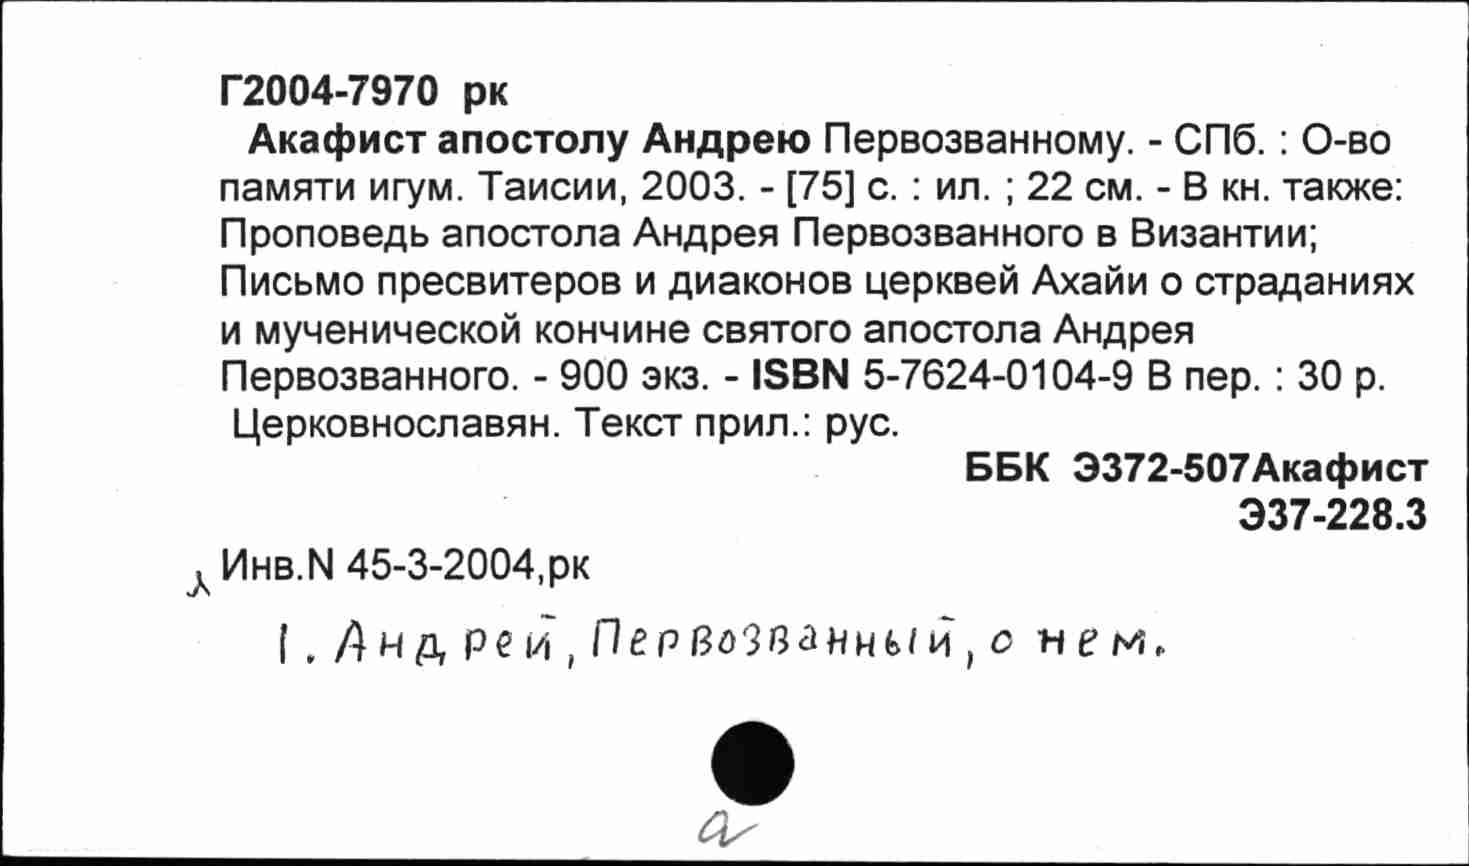 Г2004-7970 рк
Акафист апостолу Андрею Первозванному. - СПб. : О-во
памяти игум. Таисии, 2003. - [75] с. : ил. ; 22 см. - В кн. также:
Проповедь апостола Андрея Первозванного в Византии;
Письмо пресвитеров и диаконов церквей Ахайи о страданиях
и мученической кончине святого апостола Андрея
Первозванного. - 900 экз. - ISBN 5-7624-0104-9 В пер. : 30 р.
Церковнославян. Текст прил.: рус.
ББК Э372-507Акафист
Э37-228.3
Инв.N 45-3-2004,рк
1. Андрей, Первозванный, о нем.
а